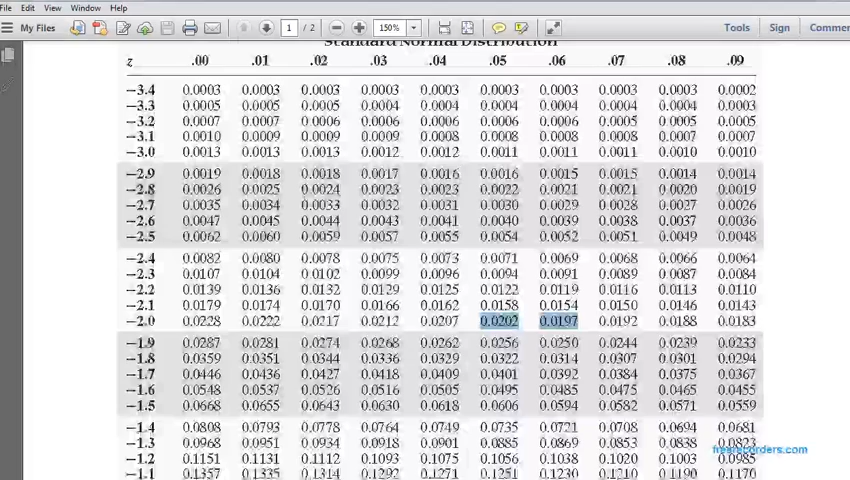 File Edit View Window Help
My Files 1 / 2 150% Tools Sign Commen
Standard Normal Distribution
z .00 .01 .02 .03 .04 .05 .06 .07 .08 .09
−3.4 0.0003 0.0003 0.0003 0.0003 0.0003 0.0003 0.0003 0.0003 0.0003 0.0002
−3.3 0.0005 0.0005 0.0005 0.0004 0.0004 0.0004 0.0004 0.0004 0.0004 0.0003
−3.2 0.0007 0.0007 0.0006 0.0006 0.0006 0.0006 0.0006 0.0005 0.0005 0.0005
−3.1 0.0010 0.0009 0.0009 0.0009 0.0008 0.0008 0.0008 0.0008 0.0007 0.0007
−3.0 0.0013 0.0013 0.0013 0.0012 0.0012 0.0011 0.0011 0.0011 0.0010 0.0010
−2.9 0.0019 0.0018 0.0018 0.0017 0.0016 0.0016 0.0015 0.0015 0.0014 0.0014
−2.8 0.0026 0.0025 0.0024 0.0023 0.0023 0.0022 0.0021 0.0021 0.0020 0.0019
−2.7 0.0035 0.0034 0.0033 0.0032 0.0031 0.0030 0.0029 0.0028 0.0027 0.0026
−2.6 0.0047 0.0045 0.0044 0.0043 0.0041 0.0040 0.0039 0.0038 0.0037 0.0036
−2.5 0.0062 0.0060 0.0059 0.0057 0.0055 0.0054 0.0052 0.0051 0.0049 0.0048
−2.4 0.0082 0.0080 0.0078 0.0075 0.0073 0.0071 0.0069 0.0068 0.0066 0.0064
−2.3 0.0107 0.0104 0.0102 0.0099 0.0096 0.0094 0.0091 0.0089 0.0087 0.0084
−2.2 0.0139 0.0136 0.0132 0.0129 0.0125 0.0122 0.0119 0.0116 0.0113 0.0110
−2.1 0.0179 0.0174 0.0170 0.0166 0.0162 0.0158 0.0154 0.0150 0.0146 0.0143
−2.0 0.0228 0.0222 0.0217 0.0212 0.0207 0.0202 0.0197 0.0192 0.0188 0.0183
−1.9 0.0287 0.0281 0.0274 0.0268 0.0262 0.0256 0.0250 0.0244 0.0239 0.0233
−1.8 0.0359 0.0351 0.0344 0.0336 0.0329 0.0322 0.0314 0.0307 0.0301 0.0294
−1.7 0.0446 0.0436 0.0427 0.0418 0.0409 0.0401 0.0392 0.0384 0.0375 0.0367
−1.6 0.0548 0.0537 0.0526 0.0516 0.0505 0.0495 0.0485 0.0475 0.0465 0.0455
−1.5 0.0668 0.0655 0.0643 0.0630 0.0618 0.0606 0.0594 0.0582 0.0571 0.0559
−1.4 0.0808 0.0793 0.0778 0.0764 0.0749 0.0735 0.0721 0.0708 0.0694 0.0681
−1.3 0.0968 0.0951 0.0934 0.0918 0.0901 0.0885 0.0869 0.0853 0.0838 0.0823
freerecorders.com
−1.2 0.1151 0.1131 0.1112 0.1093 0.1075 0.1056 0.1038 0.1020 0.1003 0.0985
−1.1 0.1357 0.1335 0.1314 0.1292 0.1271 0.1251 0.1230 0.1210 0.1190 0.1170